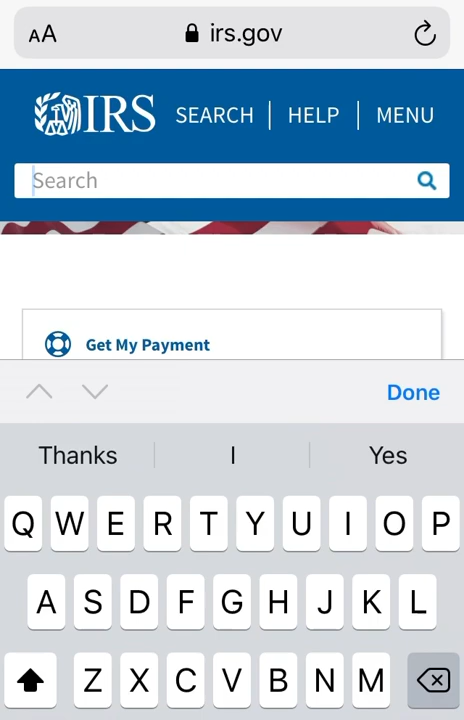 AA irs.gov
IRS SEARCH HELP MENU
Search
Get My Payment
Done
Thanks I Yes
Q W E R T Y U I O P
A S D F G H J K L
Z X C V B N M